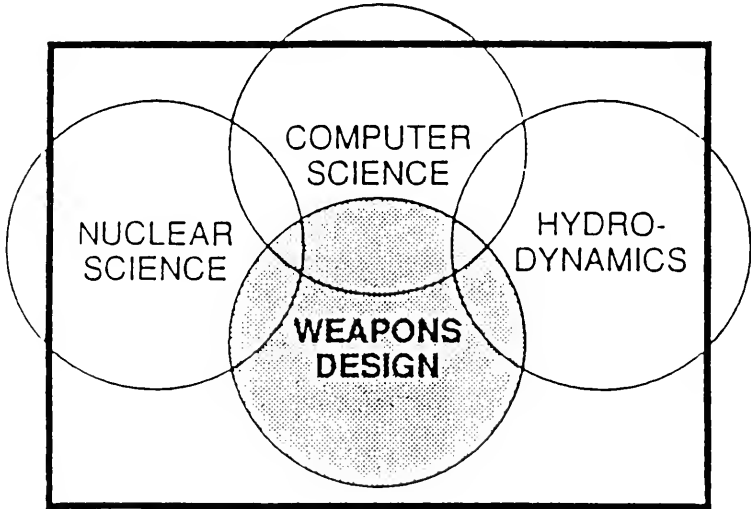 COMPUTER
SCIENCE
NUCLEAR
SCIENCE
HYDRO-
DYNAMICS
WEAPONS
DESIGN